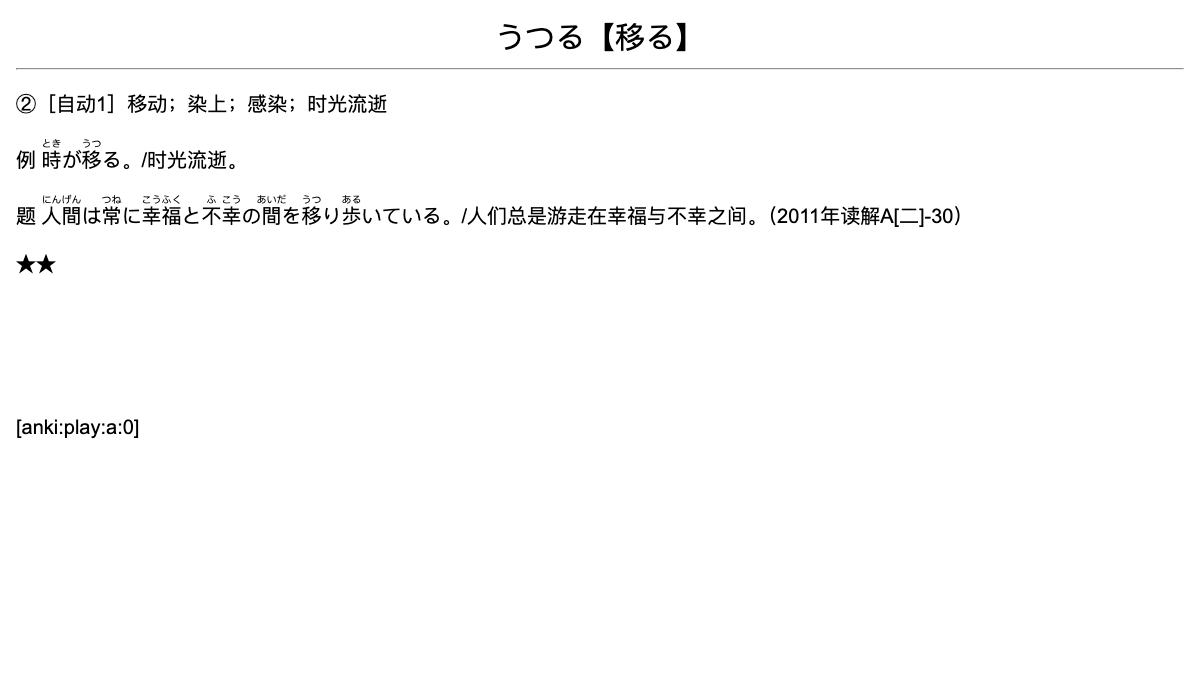 うつる【移る】
②［自动1］移动；染上；感染；时光流逝
とき うつ
例 時が移る。/时光流逝。
にんげん つね こうふく ふ こう あいだ うつ ある
题 人間は常に幸福と不幸の間を移り歩いている。/人们总是游走在幸福与不幸之间。（2011年读解A[二]-30）
★★
[anki:play:a:0]